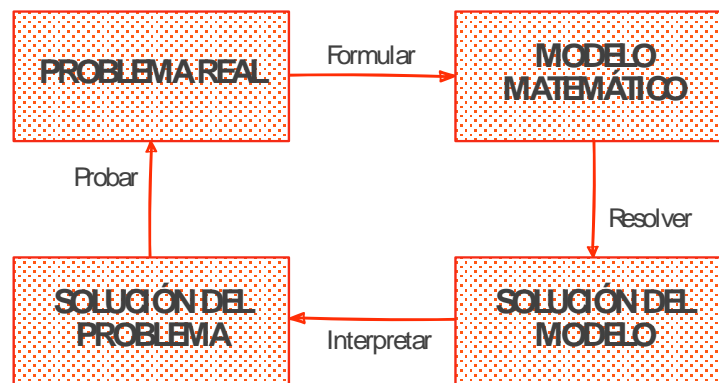 PROBLEMA REAL
Formular
MODELO
MATEMÁTICO
Probar
Resolver
SOLUCIÓN DEL
PROBLEMA
Interpretar
SOLUCIÓN DEL
MODELO